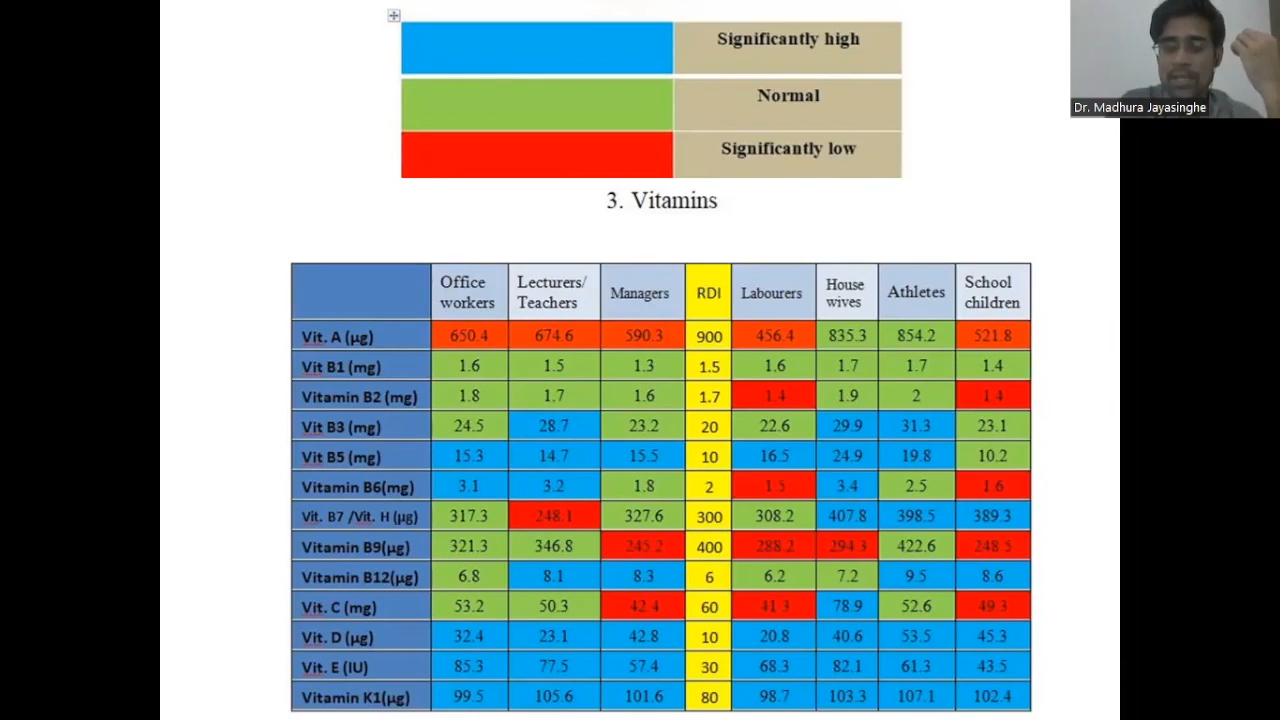 Significantly high
Normal
Significantly low
Dr. Madhura Jayasinghe
3. Vitamins
Office workers Lecturers/ Teachers Managers RDI Labourers House wives Athletes School children
Vit. A (µg) 650.4 674.6 590.3 900 456.4 835.3 854.2 521.8
Vit B1 (mg) 1.6 1.5 1.3 1.5 1.6 1.7 1.7 1.4
Vitamin B2 (mg) 1.8 1.7 1.6 1.7 1.4 1.9 2 1.4
Vit B3 (mg) 24.5 28.7 23.2 20 22.6 29.9 31.3 23.1
Vit B5 (mg) 15.3 14.7 15.5 10 16.5 24.9 19.8 10.2
Vitamin B6(mg) 3.1 3.2 1.8 2 1.5 3.4 2.5 1.6
Vit. B7 /Vit. H (µg) 317.3 248.1 327.6 300 308.2 407.8 398.5 389.3
Vitamin B9(µg) 321.3 346.8 245.2 400 288.2 294.3 422.6 248.5
Vitamin B12(µg) 6.8 8.1 8.3 6 6.2 7.2 9.5 8.6
Vit. C (mg) 53.2 50.3 42.4 60 41.3 78.9 52.6 49.3
Vit. D (µg) 32.4 23.1 42.8 10 20.8 40.6 53.5 45.3
Vit. E (IU) 85.3 77.5 57.4 30 68.3 82.1 61.3 43.5
Vitamin K1(µg) 99.5 105.6 101.6 80 98.7 103.3 107.1 102.4